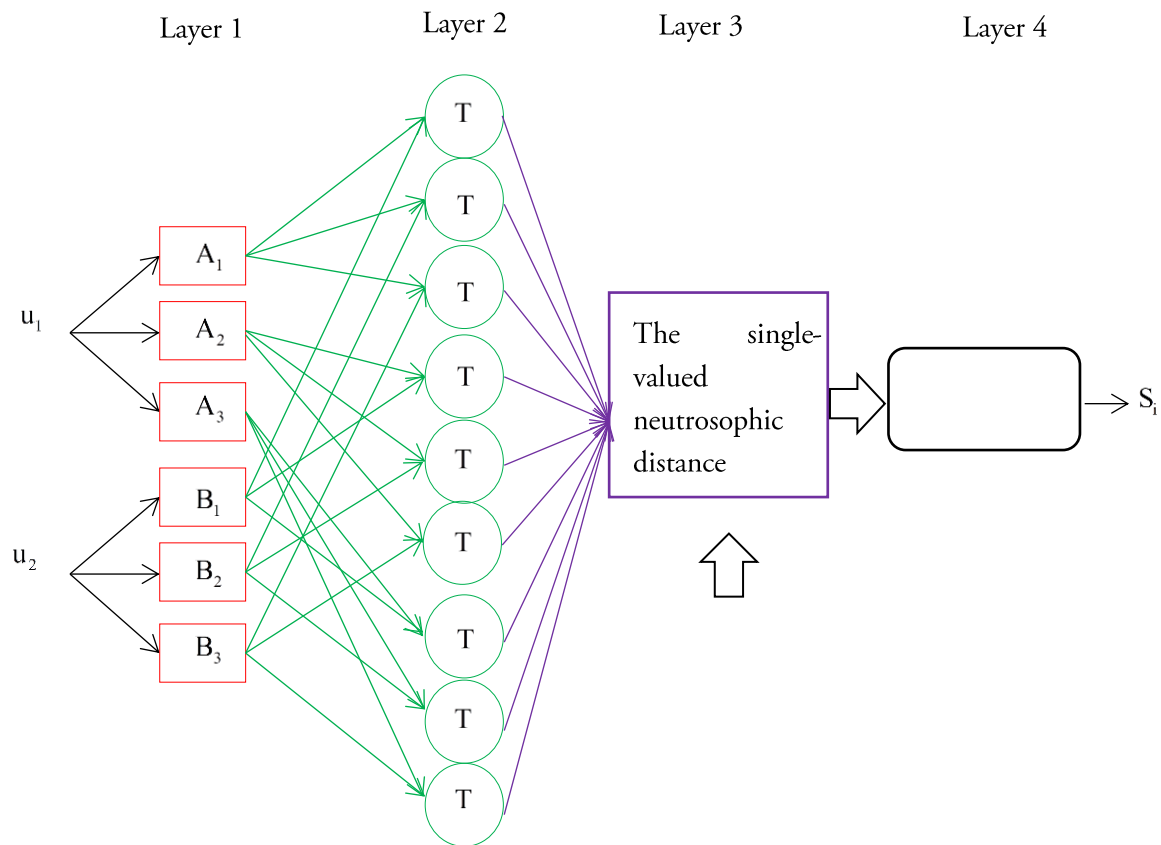 Layer 1
Layer 2
Layer 3
Layer 4
u₁
A₁
A₂
A₃
u₂
B₁
B₂
B₃
T
T
T
T
T
T
T
T
T
The single-
valued
neutrosophic
distance
Sᵢ